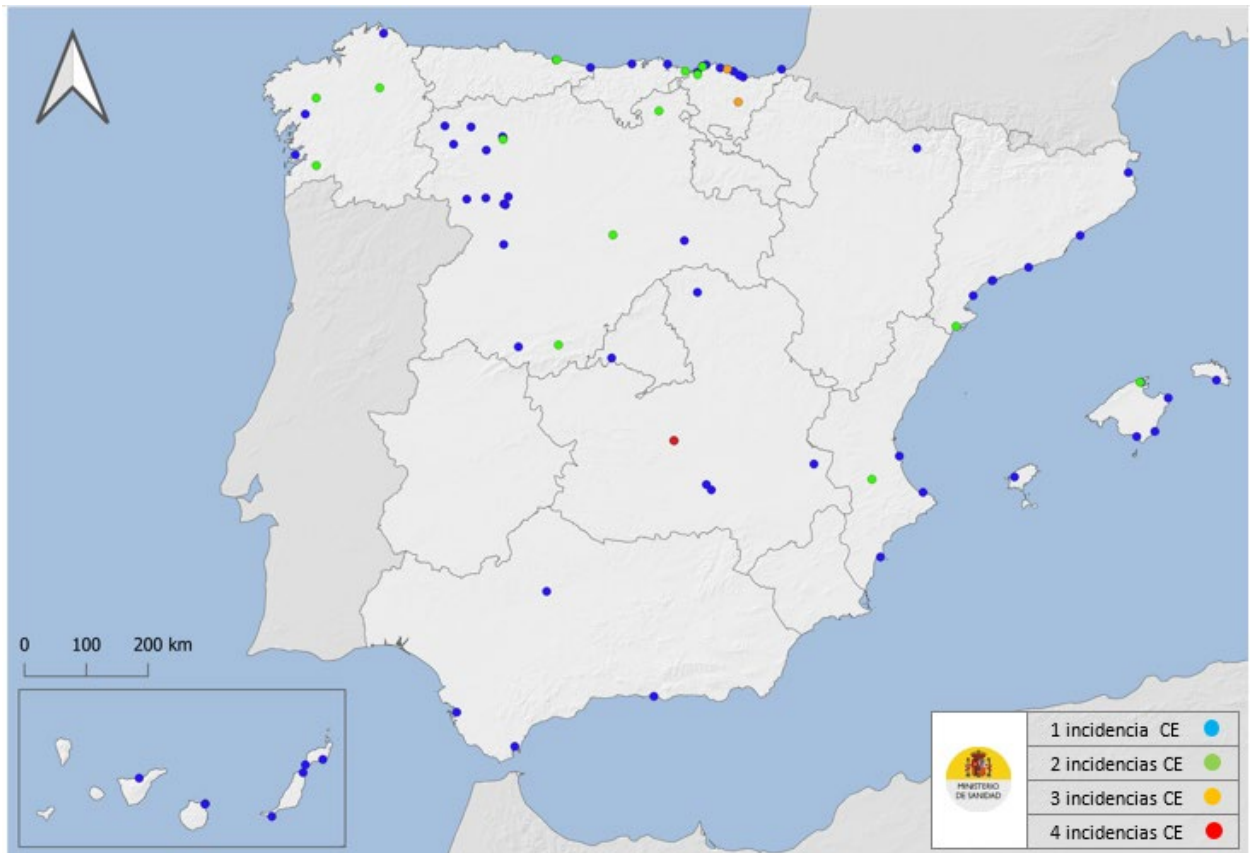 0 100 200 km
1 incidencia CE
2 incidencias CE
3 incidencias CE
4 incidencias CE
MINISTERIO
DE SANIDAD